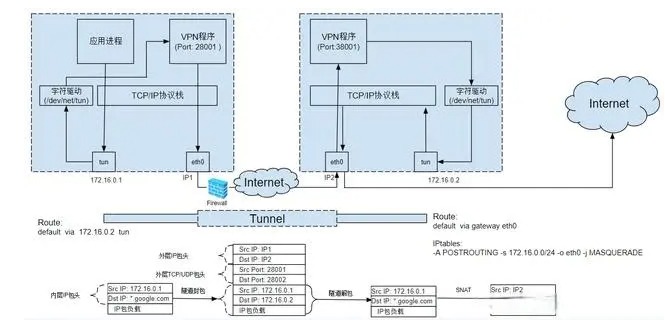 应用进程
VPN程序
(Port: 28001 )
字符驱动
(/dev/net/tun)
TCP/IP协议栈
tun
eth0
172.16.0.1
IP1
VPN程序
(Port:38001)
TCP/IP协议栈
字符驱动
(/dev/net/tun)
eth0
tun
IP2
172.16.0.2
Internet
Firewall
Internet
Tunnel
Route:
default via 172.16.0.2 tun
Route:
default via gateway eth0
IPtables:
-A POSTROUTING -s 172.16.0.0/24 -o eth0 -j MASQUERADE
外层IP包头
Src IP: IP1
Dst IP: IP2
外层TCP/UDP包头
Src Port: 28001
Dst Port: 28002
内层IP包头
Src IP: 172.16.0.1
Dst IP: *.google.com
IP包负载
隧道封包
Src IP: 172.16.0.1
Dst IP: 172.16.0.2
IP包负载
隧道解包
Src IP: 172.16.0.1
Dst IP: *.google.com
IP包负载
SNAT
Src IP: IP2